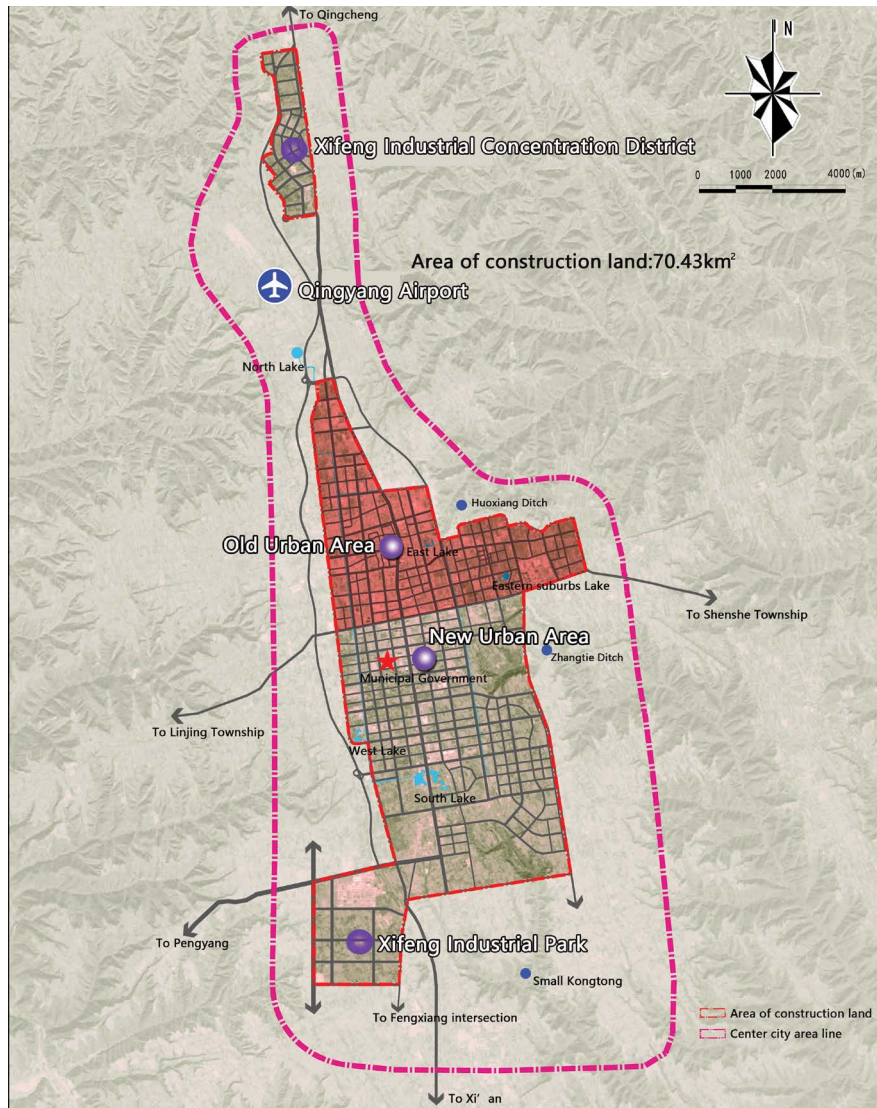 To Qingcheng
N
Xifeng Industrial Concentration District
0 1000 2000 4000 (m)
Area of construction land:70.43km²
Qingyang Airport
North Lake
Huoxiang Ditch
Old Urban Area
East Lake
Eastern suburbs Lake
To Shenshe Township
New Urban Area
Zhangtie Ditch
Municipal Government
To Linjing Township
West Lake
South Lake
To Pengyang
Xifeng Industrial Park
Small Kongtong
To Fengxiang intersection
Area of construction land
Center city area line
To Xi’ an